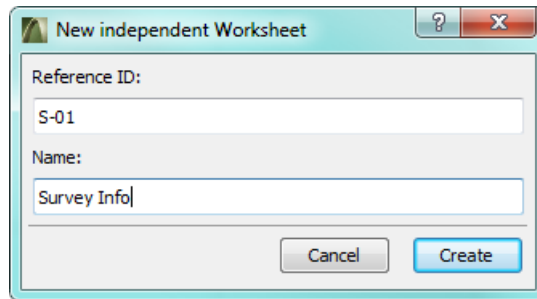 New independent Worksheet
Reference ID:
S-01
Name:
Survey Info
Cancel Create